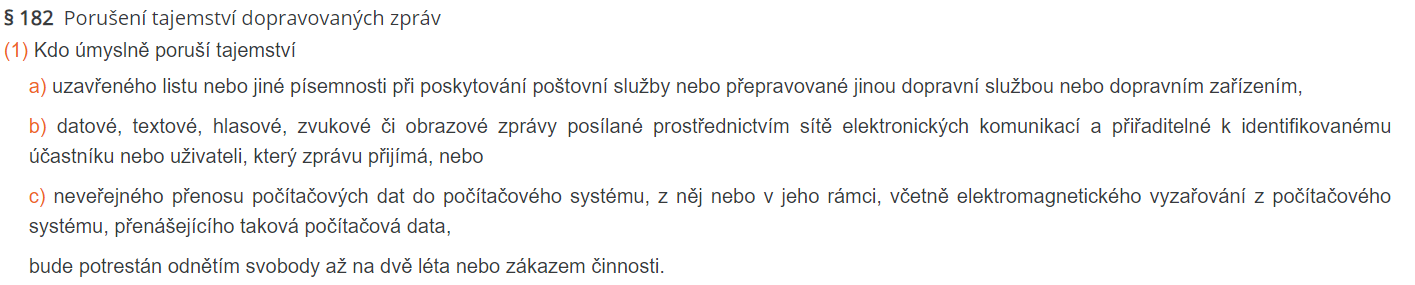 § 182 Porušení tajemství dopravovaných zpráv
(1) Kdo úmyslně poruší tajemství
a) uzavřeného listu nebo jiné písemnosti při poskytování poštovní služby nebo přepravované jinou dopravní službou nebo dopravním zařízením,
b) datové, textové, hlasové, zvukové či obrazové zprávy posílané prostřednictvím sítě elektronických komunikací a přiřaditelné k identifikovanému
účastníku nebo uživateli, který zprávu přijímá, nebo
c) neveřejného přenosu počítačových dat do počítačového systému, z něj nebo v jeho rámci, včetně elektromagnetického vyzařování z počítačového
systému, přenášejícího taková počítačová data,
bude potrestán odnětím svobody až na dvě léta nebo zákazem činnosti.